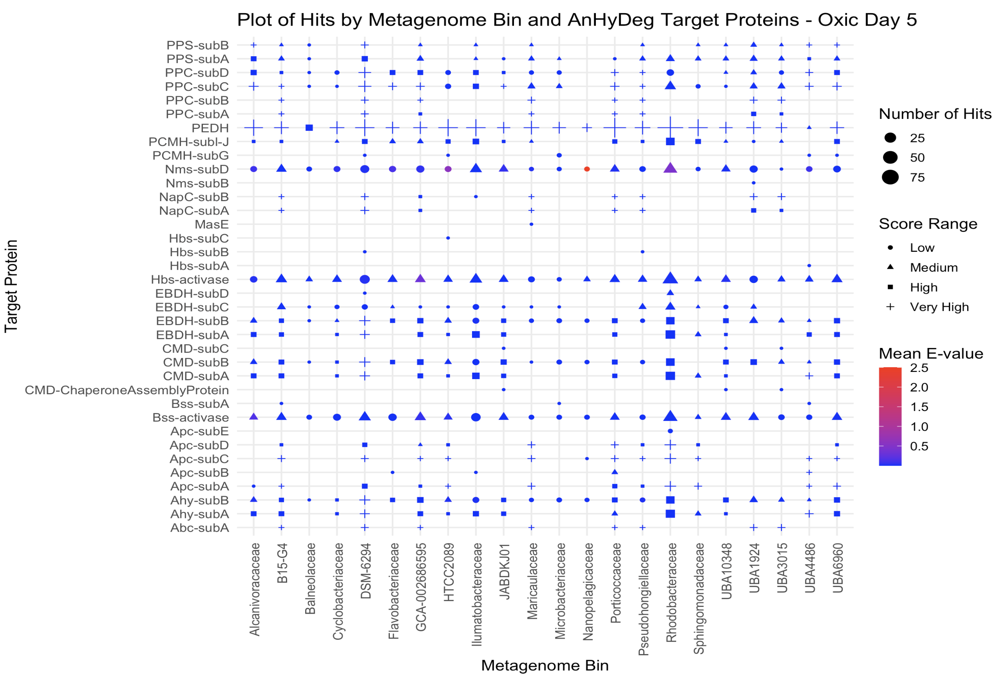 Plot of Hits by Metagenome Bin and AnHyDeg Target Proteins - Oxic Day 5
Target Protein
PPS-subB
PPS-subA
PPC-subD
PPC-subC
PPC-subB
PPC-subA
PEDH
PCMH-subI-J
PCMH-subG
Nms-subD
Nms-subB
NapC-subB
NapC-subA
MasE
Hbs-subC
Hbs-subB
Hbs-subA
Hbs-activase
EBDH-subD
EBDH-subC
EBDH-subB
EBDH-subA
CMD-subC
CMD-subB
CMD-subA
CMD-ChaperoneAssemblyProtein
Bss-subA
Bss-activase
Apc-subE
Apc-subD
Apc-subC
Apc-subB
Apc-subA
Ahy-subB
Ahy-subA
Abc-subA
Alcanivoracaceae
B15-G4
Balneolaceae
Cyclobacteriaceae
DSM-6294
Flavobacteriaceae
GCA-002686595
HTCC2089
Ilumatobacteraceae
JABDKJ01
Maricaulaceae
Microbacteriaceae
Nanopelagicaceae
Porticoccaceae
Pseudohongiellaceae
Rhodobacteraceae
Sphingomonadaceae
UBA10348
UBA1924
UBA3015
UBA4486
UBA6960
Metagenome Bin
Number of Hits
25
50
75
Score Range
Low
Medium
High
Very High
Mean E-value
2.5
2.0
1.5
1.0
0.5